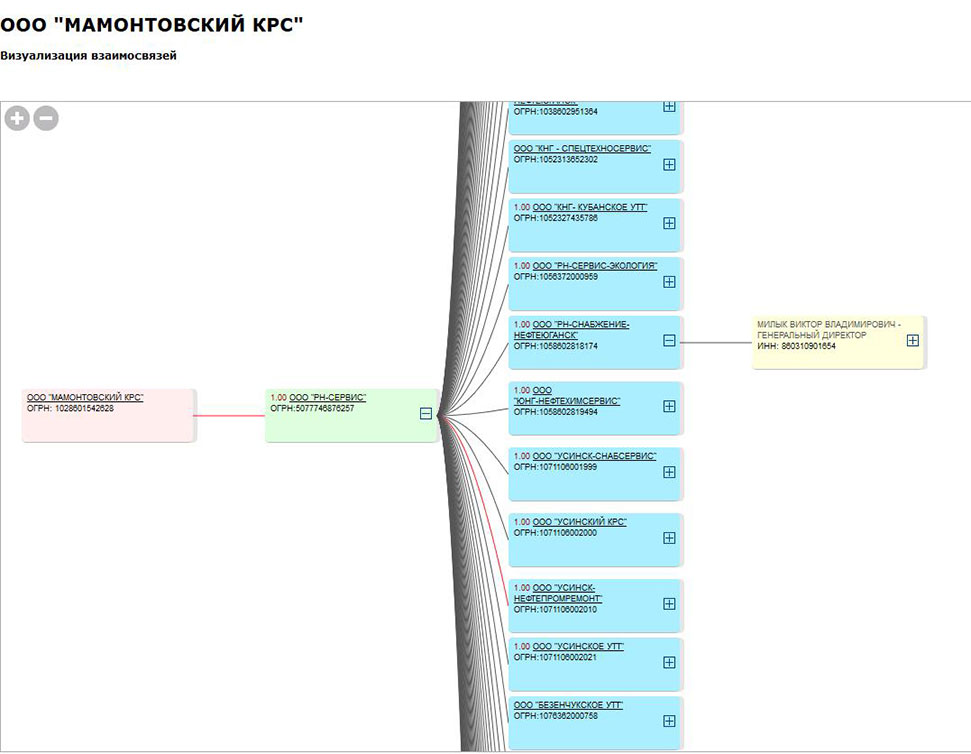 ООО "МАМОНТОВСКИЙ КРС"
Визуализация взаимосвязей
ОГРН:1038602951364
ООО "КНГ - СПЕЦТЕХНОСЕРВИС"
ОГРН:1052313652302
1.00 ООО "КНГ- КУБАНСКОЕ УТТ"
ОГРН:1052327435786
1.00 ООО "РН-СЕРВИС-ЭКОЛОГИЯ"
ОГРН:1056372000959
1.00 ООО "РН-СНАБЖЕНИЕ-
НЕФТЕЮГАНСК"
ОГРН:1058602818174
МИЛЫК ВИКТОР ВЛАДИМИРОВИЧ -
ГЕНЕРАЛЬНЫЙ ДИРЕКТОР
ИНН: 860310901654
ООО "МАМОНТОВСКИЙ КРС"
ОГРН: 1028601542628
1.00 ООО "РН-СЕРВИС"
ОГРН:5077746876257
1.00 ООО
"ЮНГ-НЕФТЕХИМСЕРВИС"
ОГРН:1058602819494
1.00 ООО "УСИНСК-СНАБСЕРВИС"
ОГРН:1071106001999
1.00 ООО "УСИНСКИЙ КРС"
ОГРН:1071106002000
1.00 ООО "УСИНСК-
НЕФТЕПРОМРЕМОНТ"
ОГРН:1071106002010
1.00 ООО "УСИНСКОЕ УТТ"
ОГРН:1071106002021
ООО "БЕЗЕНЧУКСКОЕ УТТ"
ОГРН:1076362000758